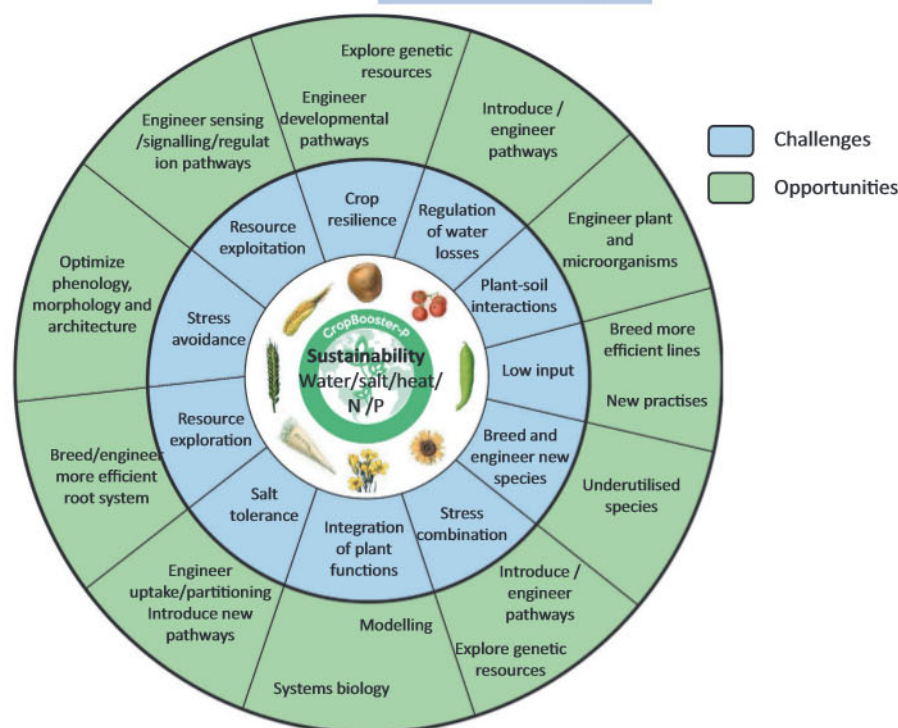 Explore genetic
resources
Engineer
developmental
pathways
Introduce /
engineer
pathways
Engineer plant
and
microorganisms
Breed more
efficient lines
New practises
Underutilised
species
Introduce /
engineer
pathways
Explore genetic
resources
Modelling
Systems biology
Engineer
uptake/partitioning
Introduce new
pathways
Breed/engineer
more efficient
root system
Optimize
phenology,
morphology and
architecture
Engineer sensing
/signalling/regulat
ion pathways
Crop
resilience
Regulation
of water
losses
Plant-soil
interactions
Low input
Breed and
engineer new
species
Stress
combination
Integration
of plant
functions
Salt
tolerance
Resource
exploration
Stress
avoidance
Resource
exploitation
CropBooster-P
Sustainability
Water/salt/heat/
N /P
Challenges
Opportunities